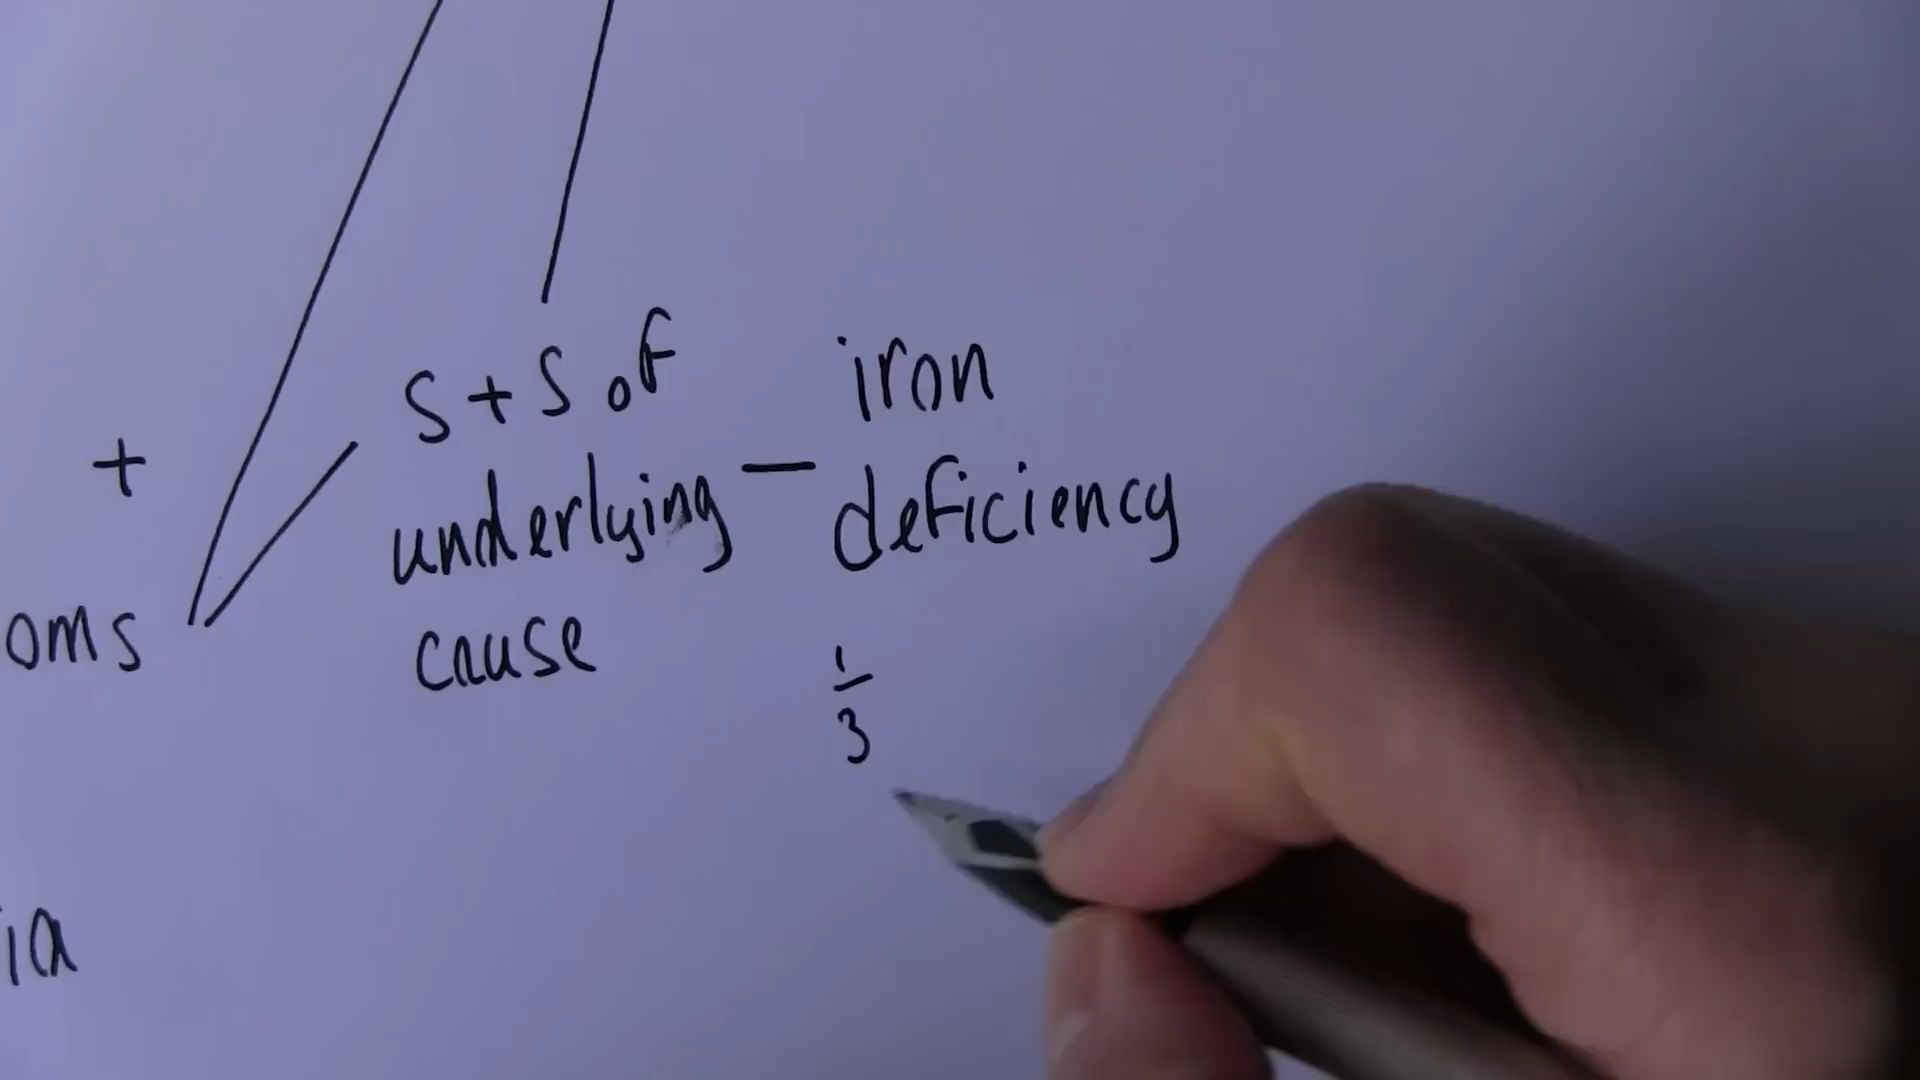 +
oms
ia
S + S of
underlying —
cause
iron
deficiency
1
3